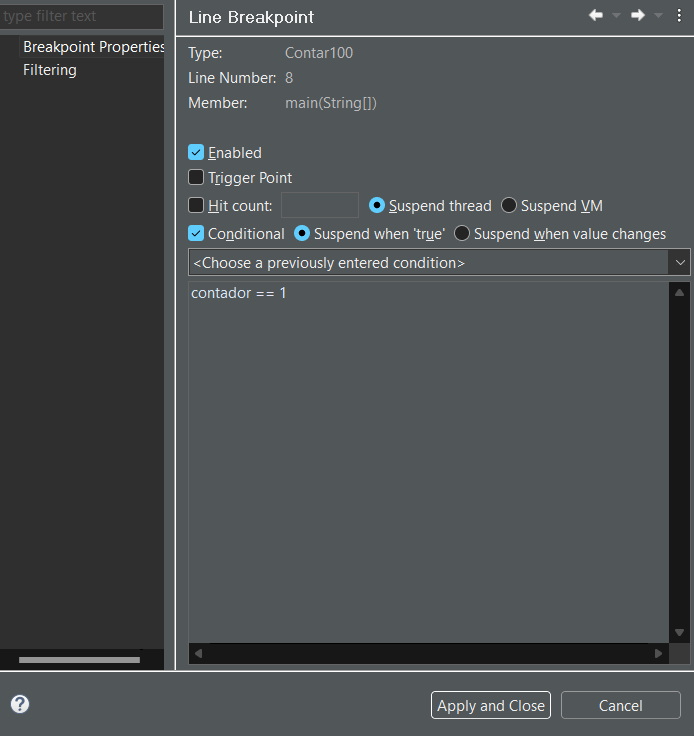 type filter text
Breakpoint Properties
Filtering
Line Breakpoint
Type: Contar100
Line Number: 8
Member: main(String[])
Enabled
Trigger Point
Hit count: Suspend thread Suspend VM
Conditional Suspend when 'true' Suspend when value changes
<Choose a previously entered condition>
contador == 1
Apply and Close Cancel